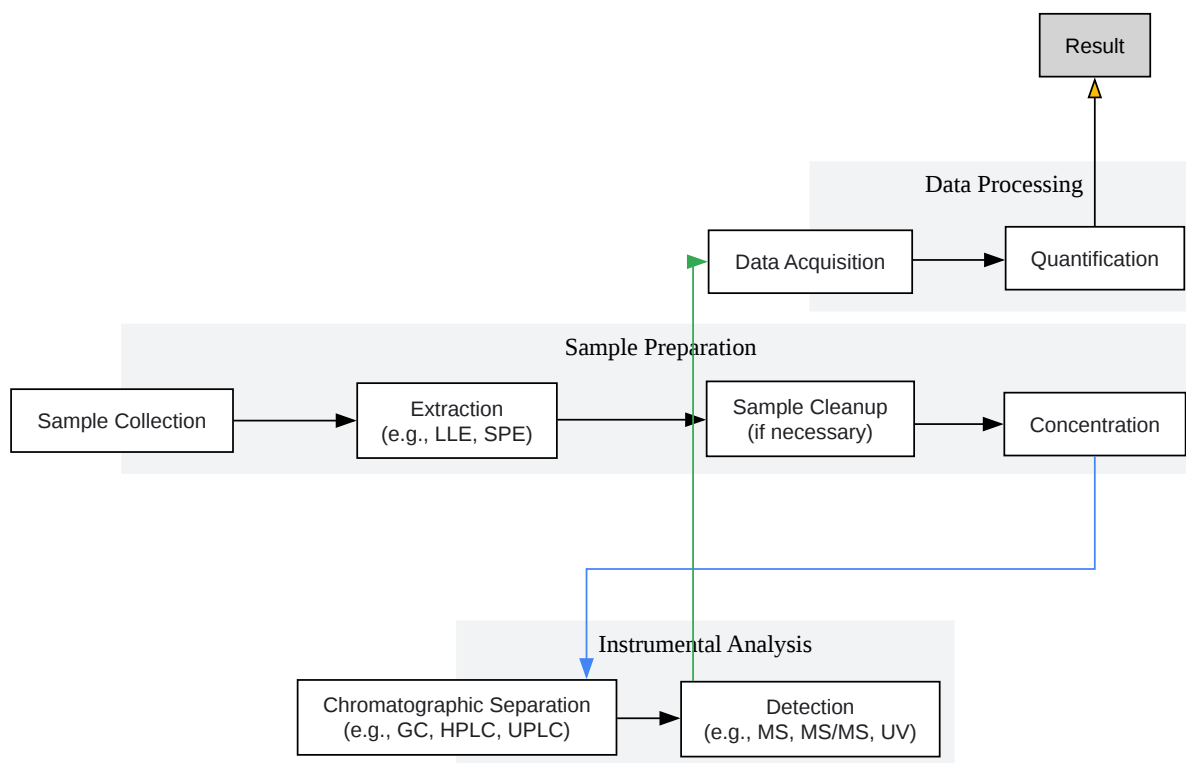 Result
Data Processing
Data Acquisition
Quantification
Sample Preparation
Sample Collection
Extraction
(e.g., LLE, SPE)
Sample Cleanup
(if necessary)
Concentration
Instrumental Analysis
Chromatographic Separation
(e.g., GC, HPLC, UPLC)
Detection
(e.g., MS, MS/MS, UV)